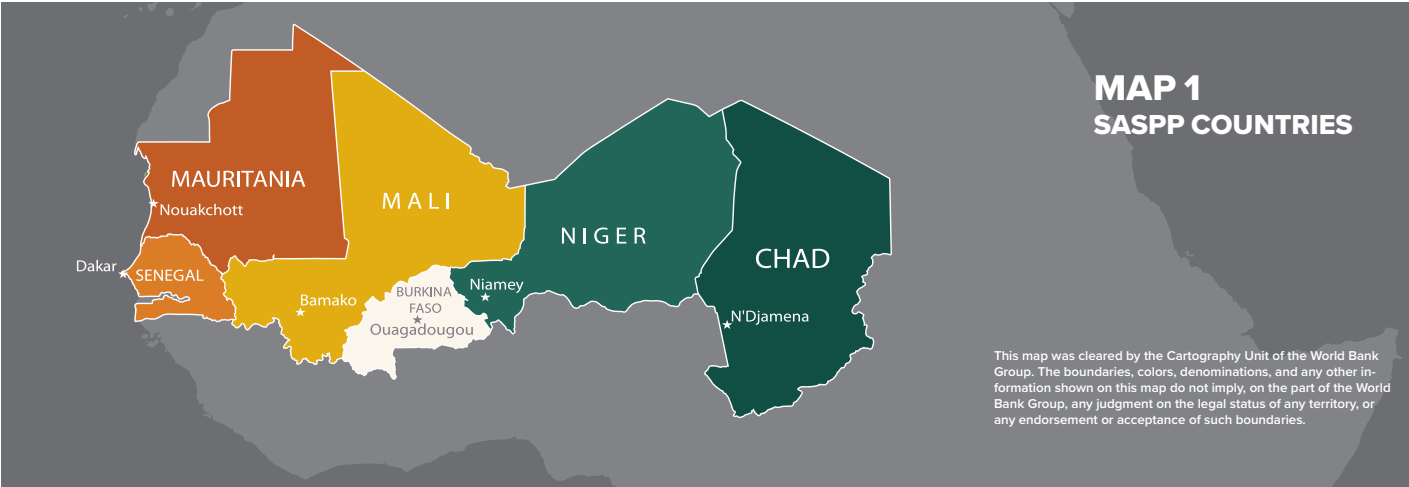 MAP 1
SASPP COUNTRIES
MAURITANIA
Nouakchott
MALI
NIGER
CHAD
Dakar
SENEGAL
Bamako
BURKINA
FASO
Ouagadougou
Niamey
N'Djamena
This map was cleared by the Cartography Unit of the World Bank
Group. The boundaries, colors, denominations, and any other in-
formation shown on this map do not imply, on the part of the World
Bank Group, any judgment on the legal status of any territory, or
any endorsement or acceptance of such boundaries.